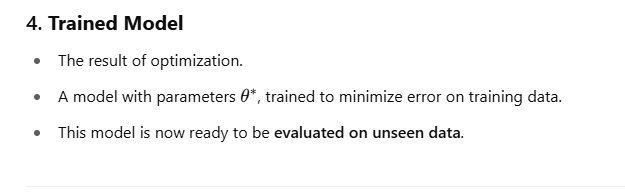 4. Trained Model
• The result of optimization.
• A model with parameters θ*, trained to minimize error on training data.
• This model is now ready to be evaluated on unseen data.